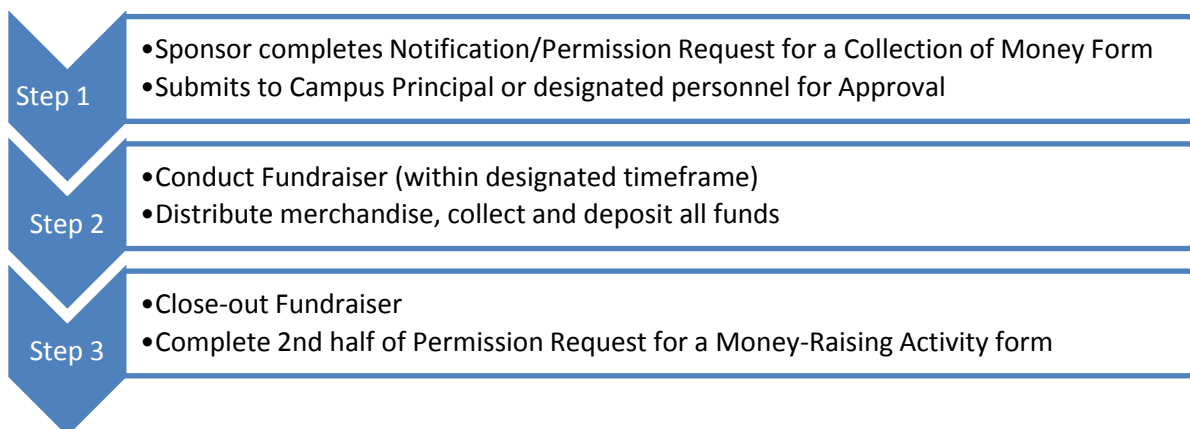 Step 1
•Sponsor completes Notification/Permission Request for a Collection of Money Form
•Submits to Campus Principal or designated personnel for Approval
Step 2
•Conduct Fundraiser (within designated timeframe)
•Distribute merchandise, collect and deposit all funds
Step 3
•Close-out Fundraiser
•Complete 2nd half of Permission Request for a Money-Raising Activity form